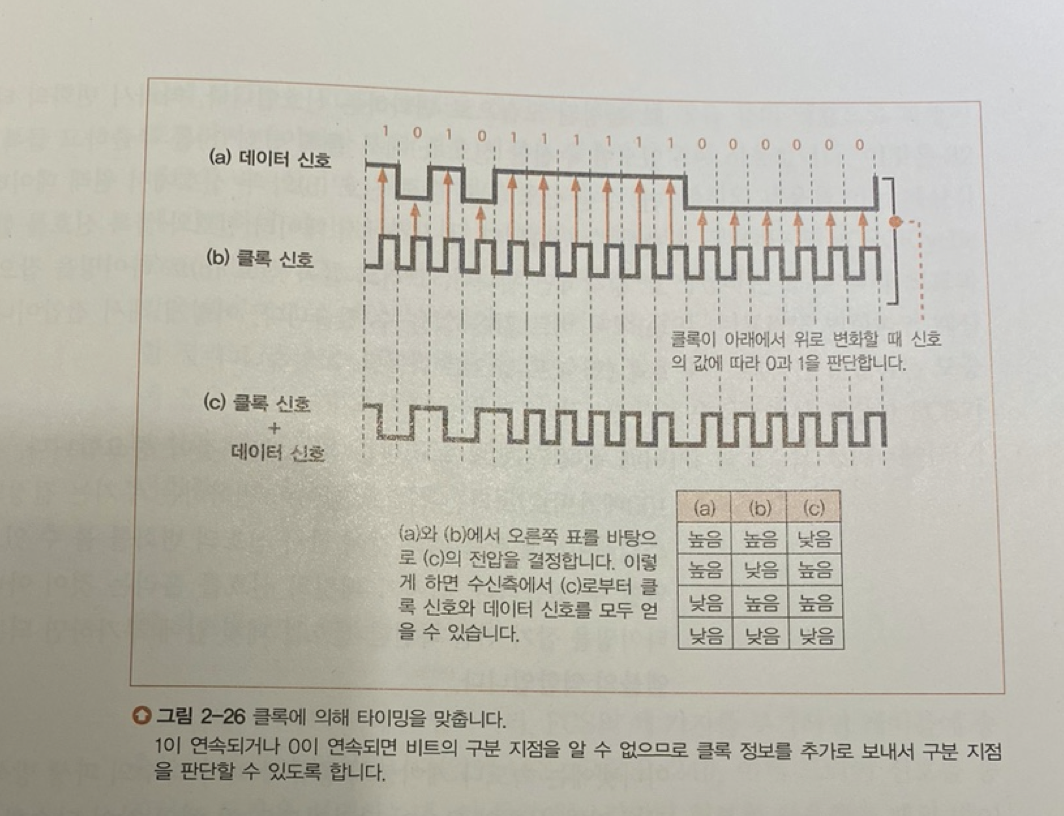 1 0 1 0 1 1 1 1 1 1 0 0 0 0 0 0
(a) 데이터 신호
(b) 클록 신호
클록이 아래에서 위로 변화할 때 신호
의 값에 따라 0과 1을 판단합니다.
(c) 클록 신호
+
데이터 신호
(a)와 (b)에서 오른쪽 표를 바탕으
로 (c)의 전압을 결정합니다. 이렇
게 하면 수신측에서 (c)로부터 클
록 신호와 데이터 신호를 모두 얻
을 수 있습니다.
(a) (b) (c)
높음 높음 낮음
높음 낮음 높음
낮음 높음 높음
낮음 낮음 낮음
그림 2-26 클록에 의해 타이밍을 맞춥니다.
1이 연속되거나 0이 연속되면 비트의 구분 지점을 알 수 없으므로 클록 정보를 추가로 보내서 구분 지점
을 판단할 수 있도록 합니다.